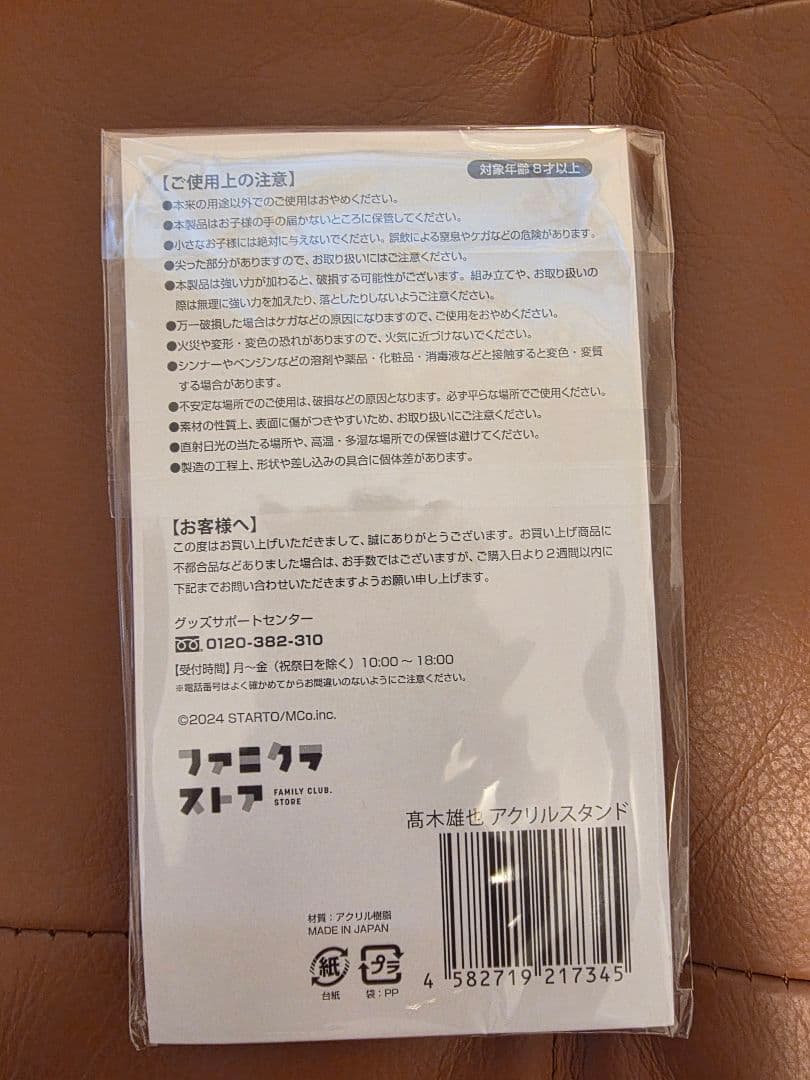 【ご使用上の注意】
対象年齢 8才以上
●本来の用途以外でのご使用はおやめください。
●本製品はお子様の手の届かないところに保管してください。
●小さなお子様には絶対に与えないでください。誤飲による窒息やケガなどの危険があります。
●尖った部分がありますので、お取り扱いにはご注意ください。
●本製品は強い力が加わると、破損する可能性がございます。組み立てや、お取り扱いの
際は無理に強い力を加えたり、落としたりしないようご注意ください。
●万一破損した場合はケガなどの原因になりますので、ご使用をおやめください。
●火災や変形・変色の恐れがありますので、火気に近づけないでください。
●シンナーやベンジンなどの溶剤や薬品・化粧品・消毒液などと接触すると変色・変質
する場合があります。
●不安定な場所でのご使用は、破損などの原因となります。必ず平らな場所でご使用ください。
●素材の性質上、表面に傷がつきやすいため、お取り扱いにご注意ください。
●直射日光の当たる場所や、高温・多湿な場所での保管は避けてください。
●製造の工程上、形状や差し込みの具合に個体差があります。
【お客様へ】
この度はお買い上げいただきまして、誠にありがとうございます。お買い上げ商品に
不都合品などありました場合は、お手数ではございますが、ご購入日より2週間以内に
下記までお問い合わせいただきますようお願い申し上げます。
グッズサポートセンター
0120-382-310
【受付時間】月〜金（祝祭日を除く）10:00〜18:00
※電話番号はよく確かめてからお間違いのないようにご注意ください。
©2024 STARTO/MCo.inc.
ファミクラ
ストア FAMILY CLUB.
STORE
髙木雄也 アクリルスタンド
材質：アクリル樹脂
MADE IN JAPAN
紙 プラ
台紙 袋：PP
4 582719 217345